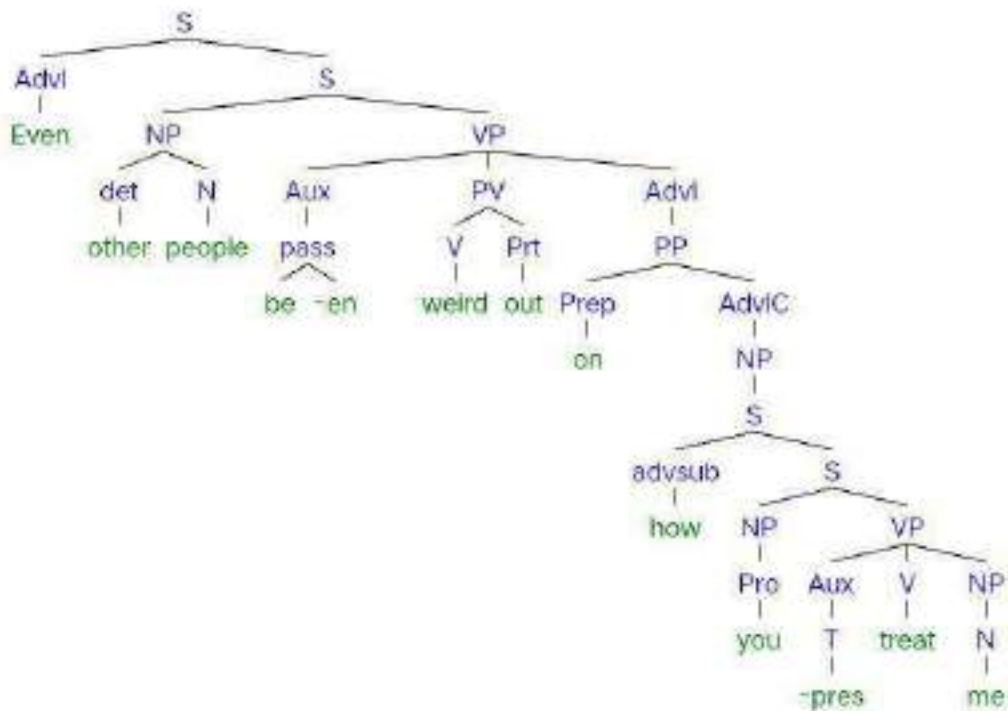 S
Advl S
Even NP VP
det N Aux PV Advl
other people pass V Prt PP
be -en weird out Prep AdvlC
on NP
S
advsub S
how NP VP
Pro Aux V NP
you T treat N
-pres me